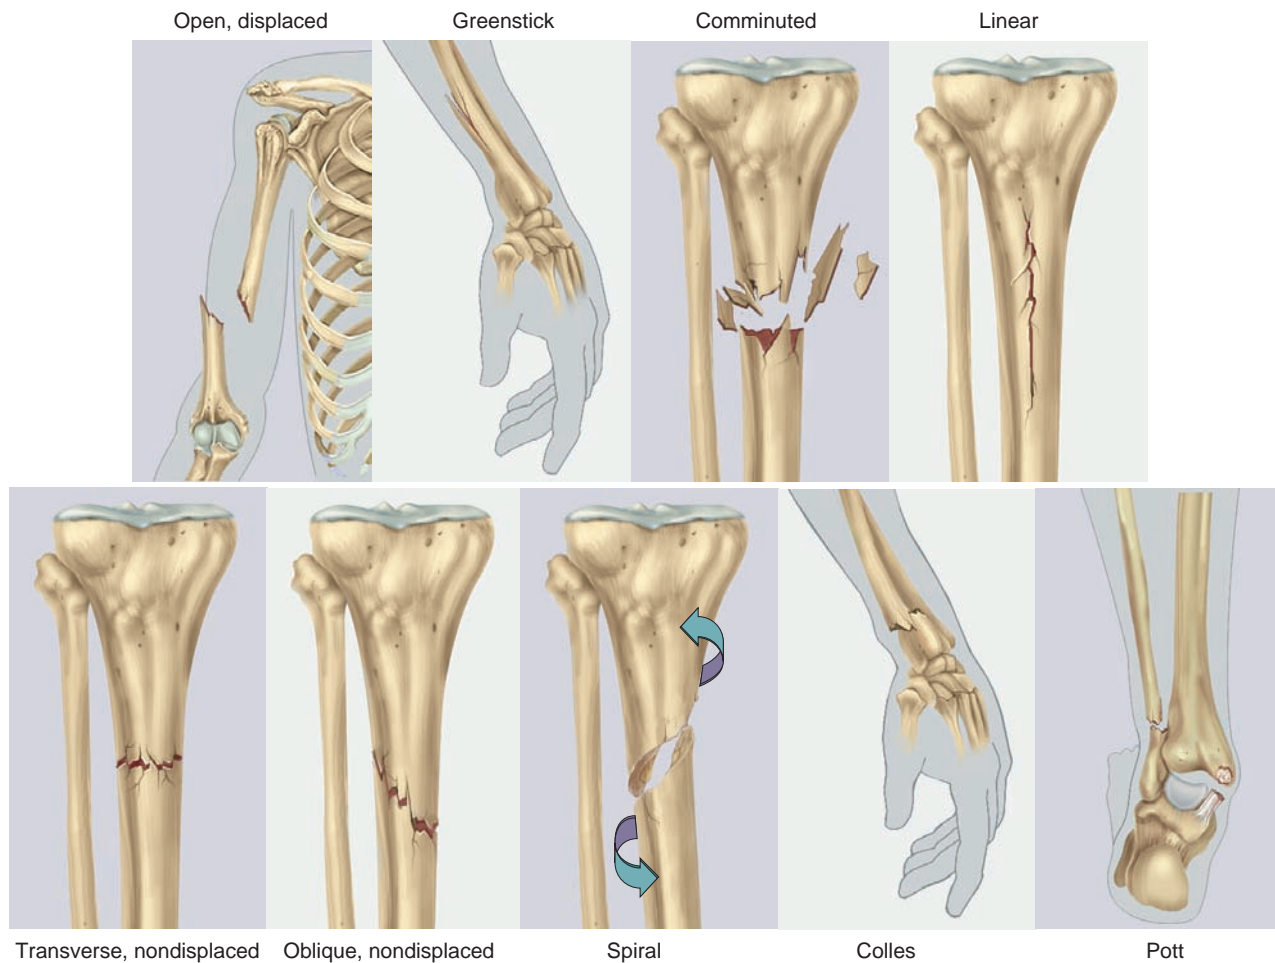 Open, displaced
Greenstick
Comminuted
Linear
Transverse, nondisplaced
Oblique, nondisplaced
Spiral
Colles
Pott